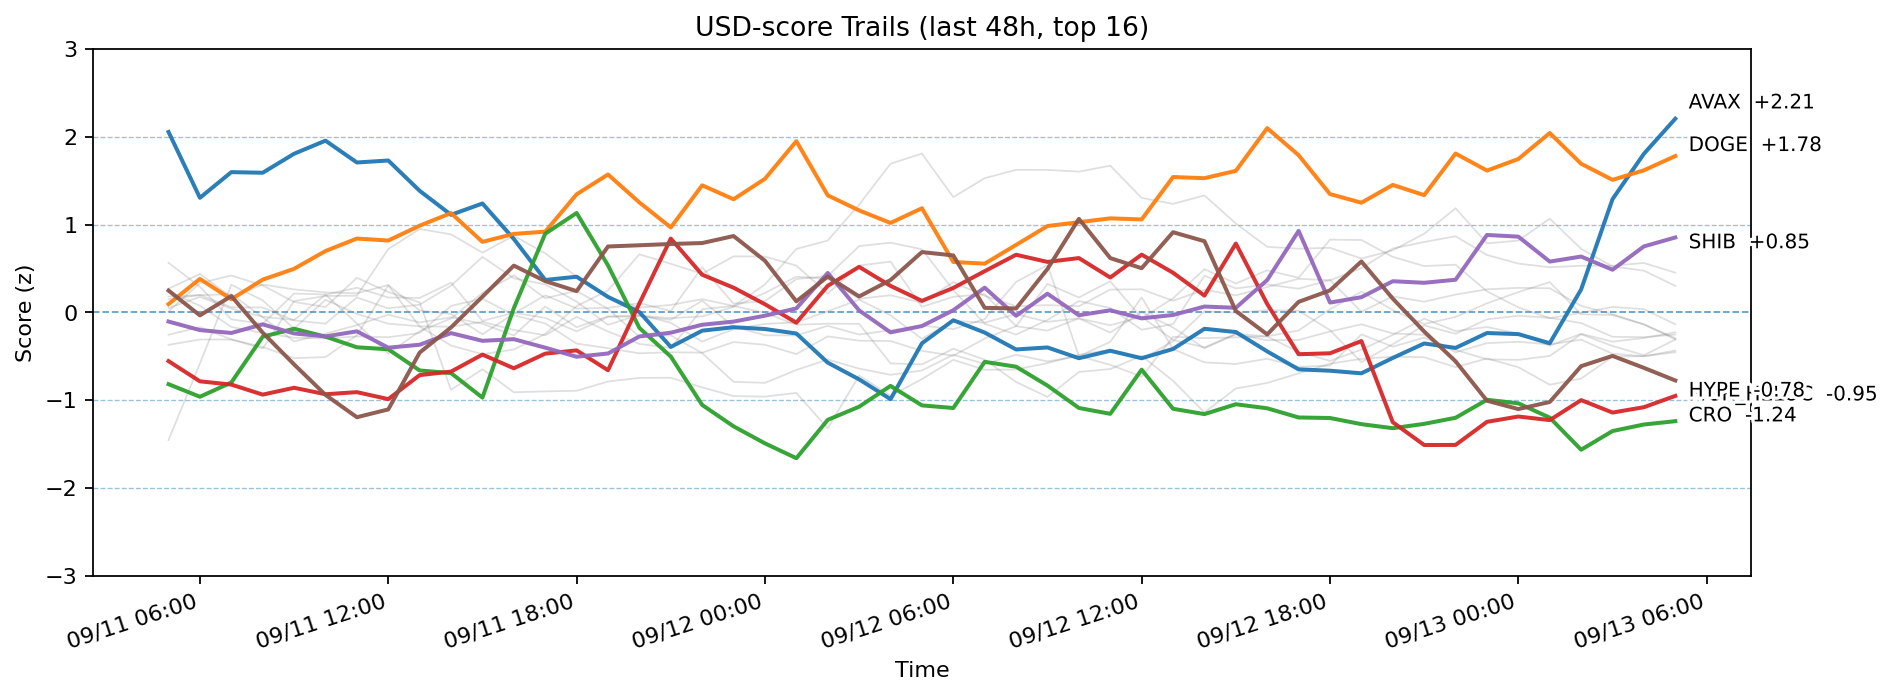 USD-score Trails (last 48h, top 16)
Score (z)
3
2
1
0
−1
−2
−3
AVAX +2.21
DOGE +1.78
SHIB +0.85
HYPE -0.78
-0.95
CRO -1.24
09/11 06:00
09/11 12:00
09/11 18:00
09/12 00:00
09/12 06:00
09/12 12:00
09/12 18:00
09/13 00:00
09/13 06:00
Time